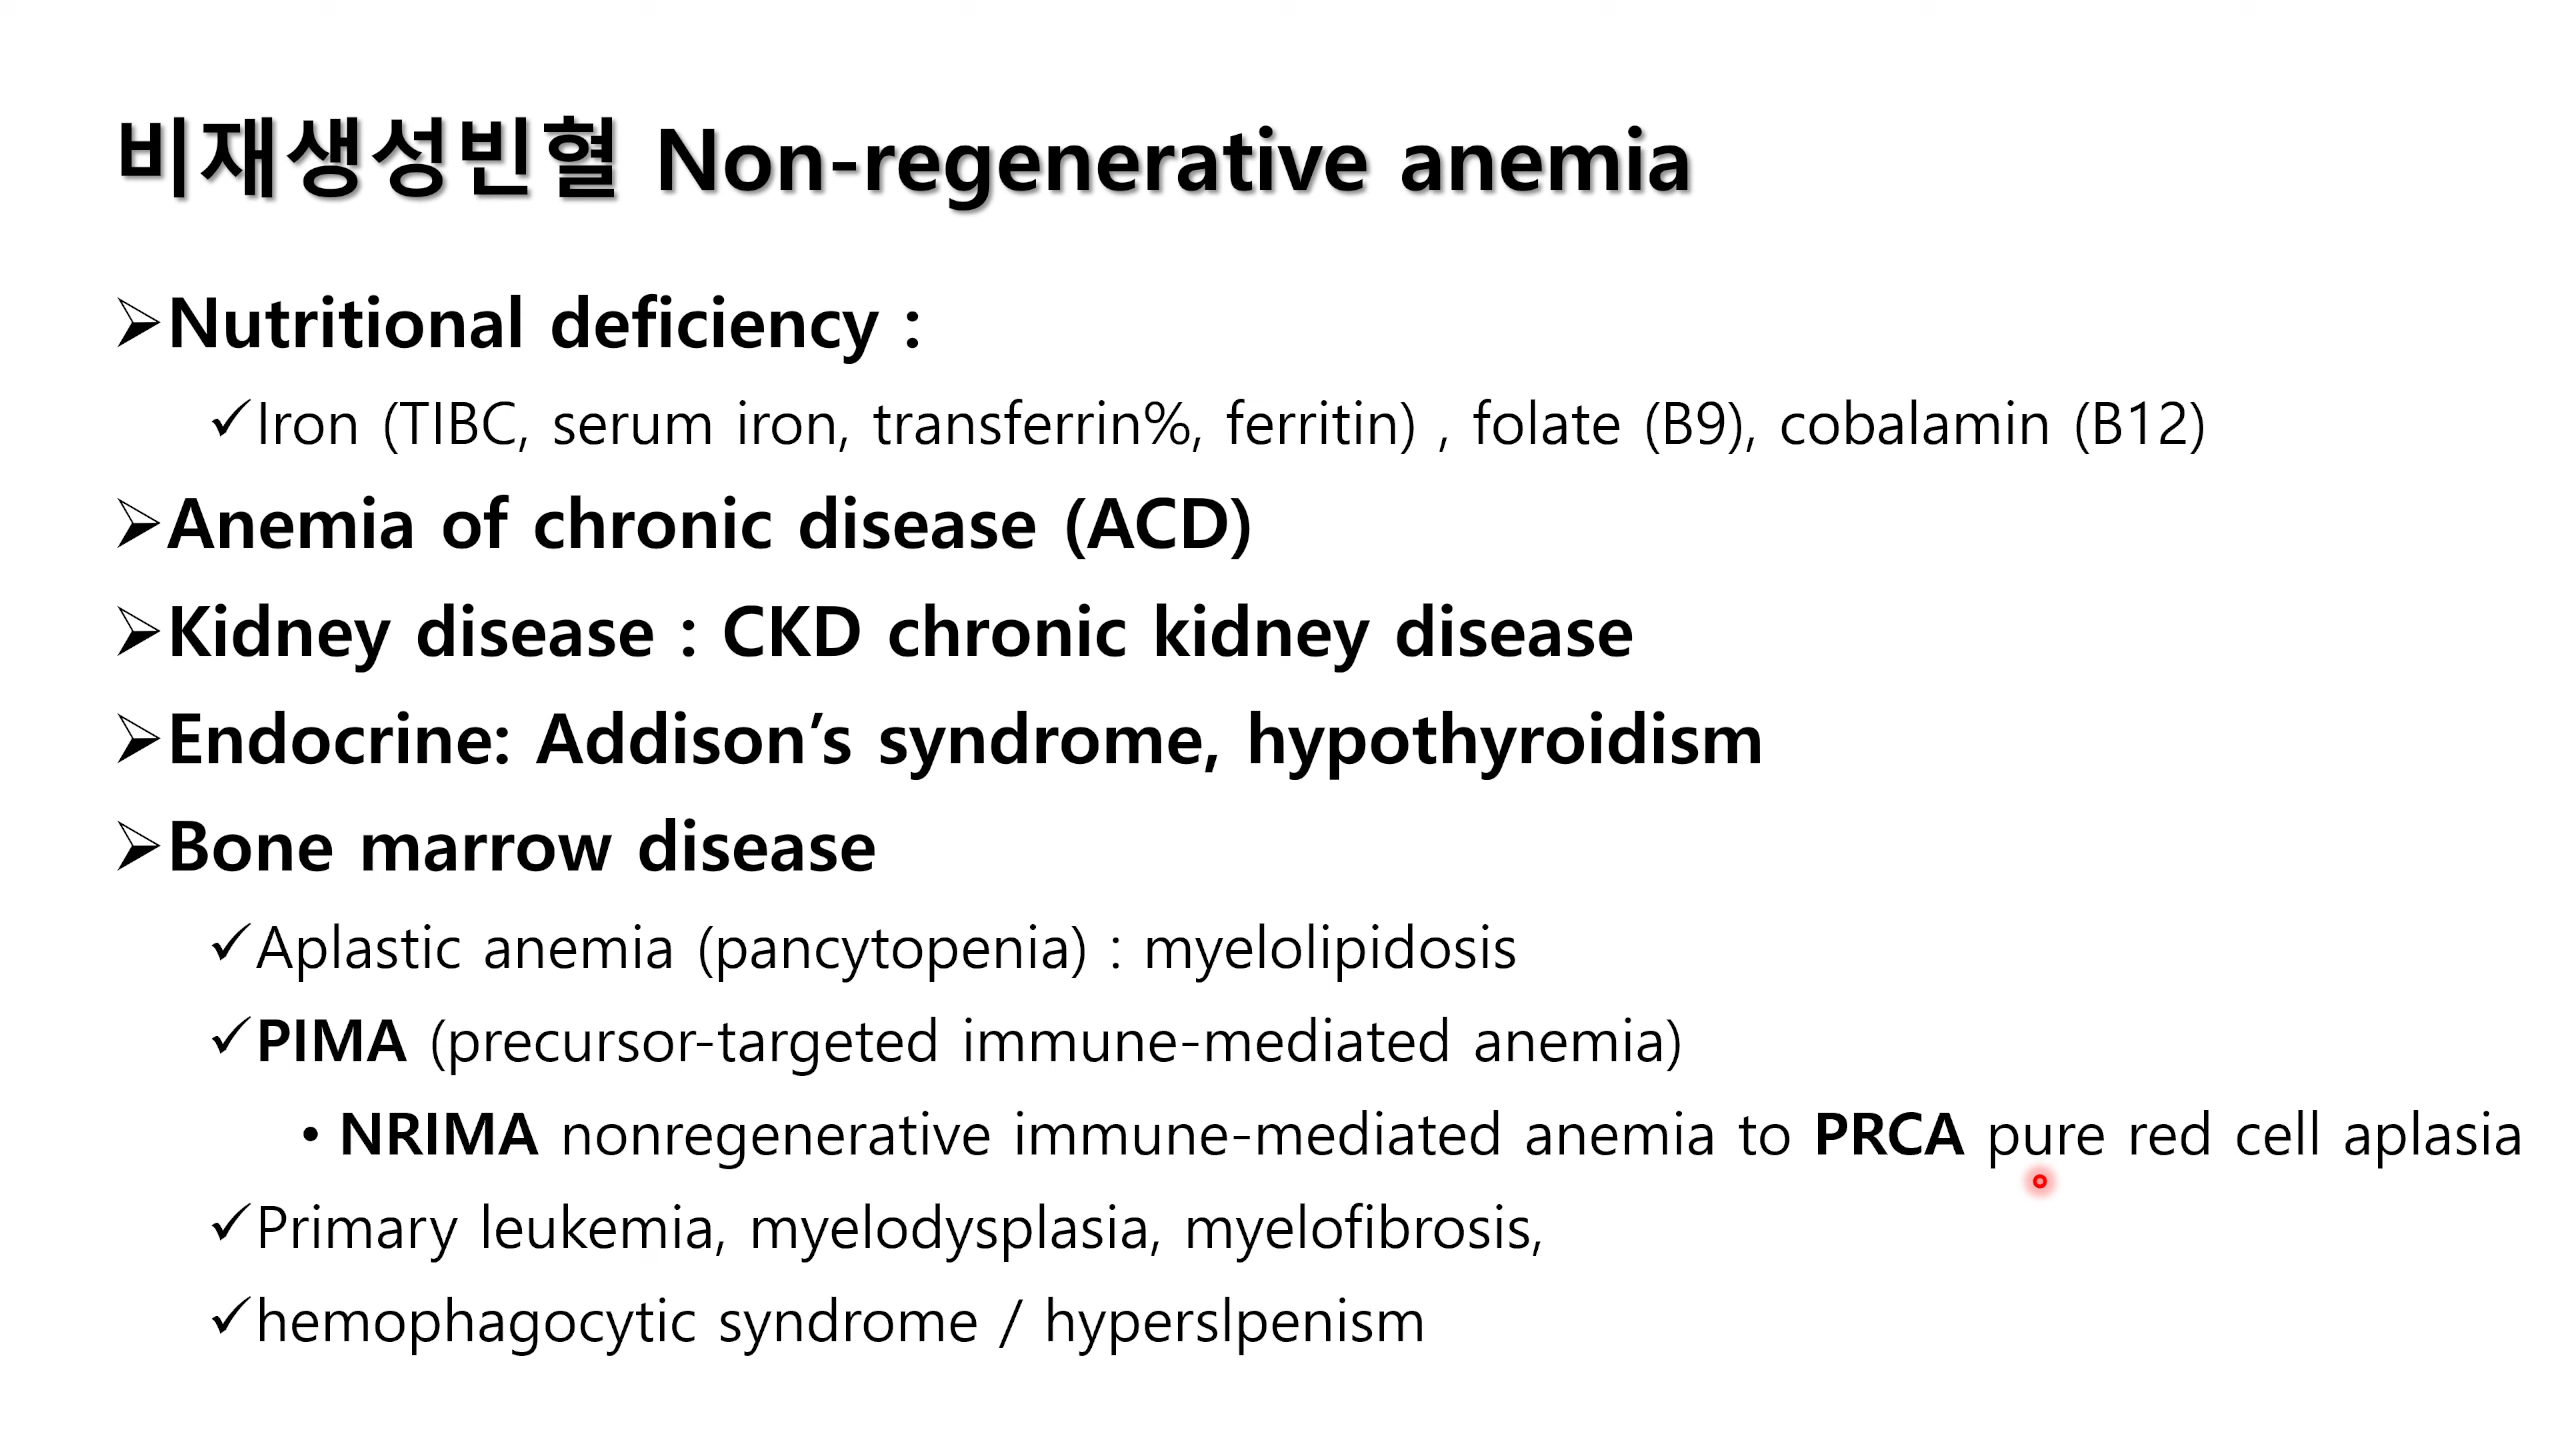 비재생성빈혈 Non-regenerative anemia
➢Nutritional deficiency :
✓Iron (TIBC, serum iron, transferrin%, ferritin) , folate (B9), cobalamin (B12)
➢Anemia of chronic disease (ACD)
➢Kidney disease : CKD chronic kidney disease
➢Endocrine: Addison’s syndrome, hypothyroidism
➢Bone marrow disease
✓Aplastic anemia (pancytopenia) : myelolipidosis
✓PIMA (precursor-targeted immune-mediated anemia)
• NRIMA nonregenerative immune-mediated anemia to PRCA pure red cell aplasia
✓Primary leukemia, myelodysplasia, myelofibrosis,
✓hemophagocytic syndrome / hyperslpenism